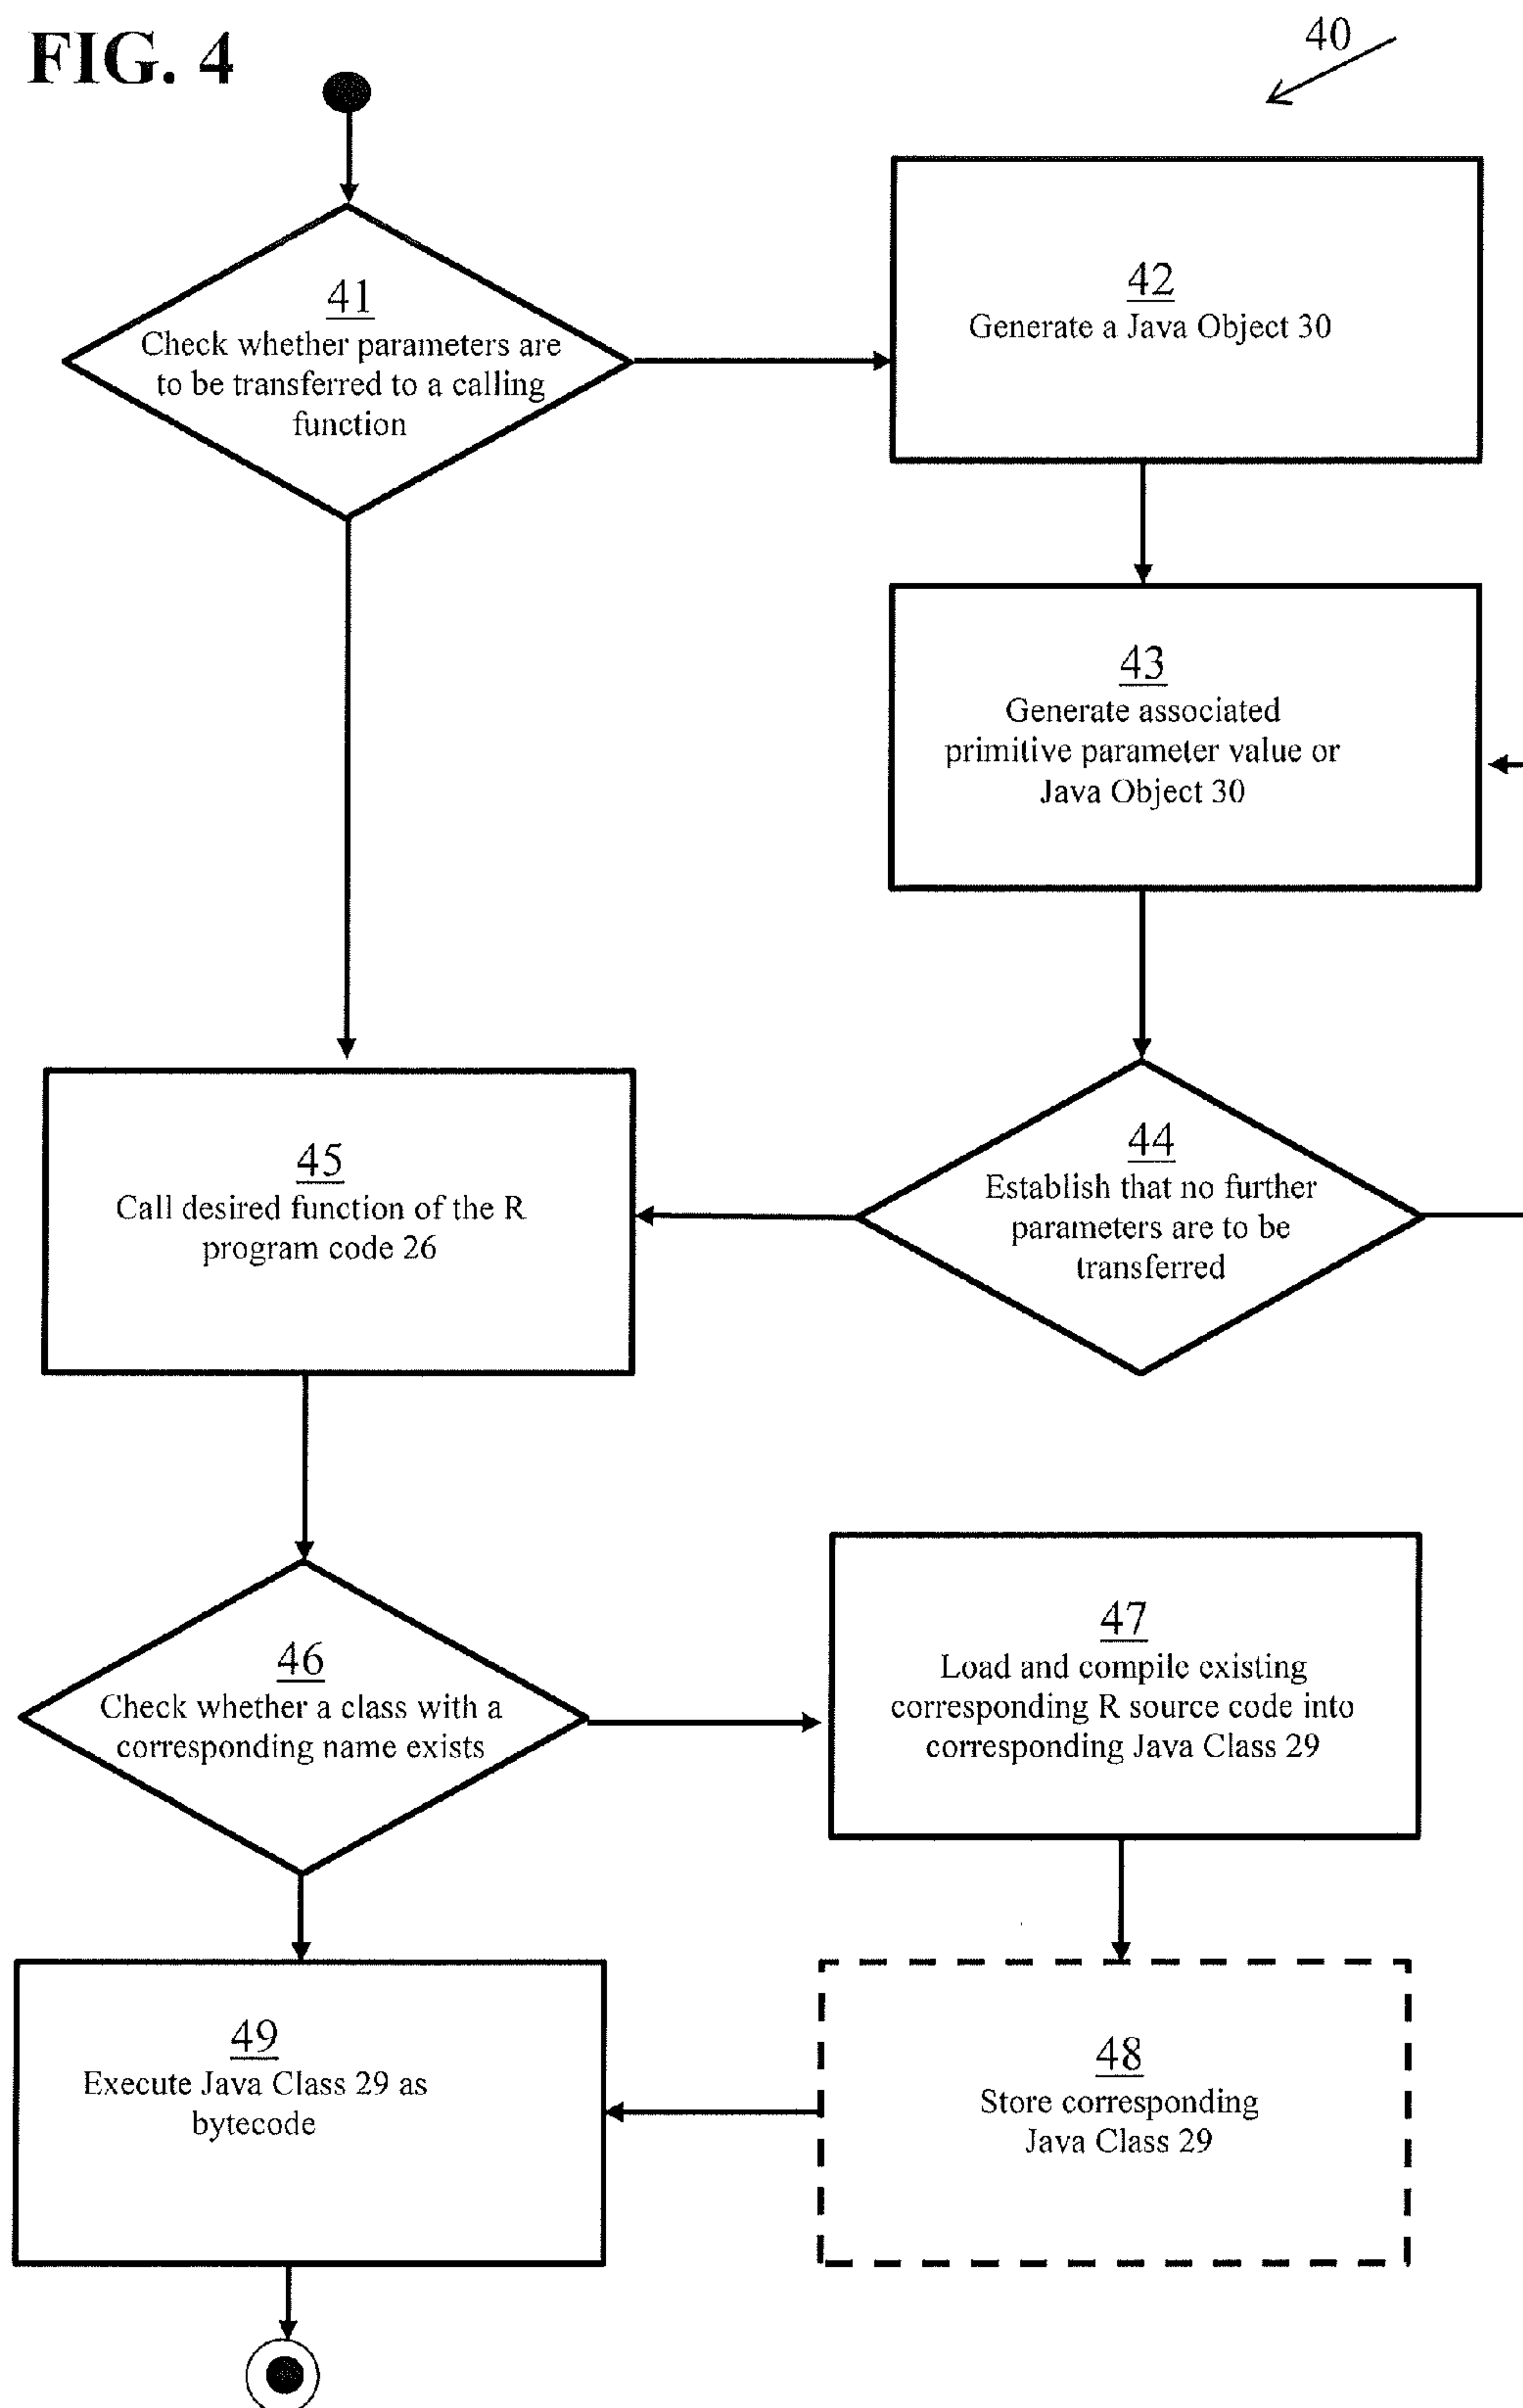 FIG. 4
40
41
Check whether parameters are
to be transferred to a calling
function
42
Generate a Java Object 30
43
Generate associated
primitive parameter value or
Java Object 30
44
Establish that no further
parameters are to be
transferred
45
Call desired function of the R
program code 26
46
Check whether a class with a
corresponding name exists
47
Load and compile existing
corresponding R source code into
corresponding Java Class 29
48
Store corresponding
Java Class 29
49
Execute Java Class 29 as
bytecode